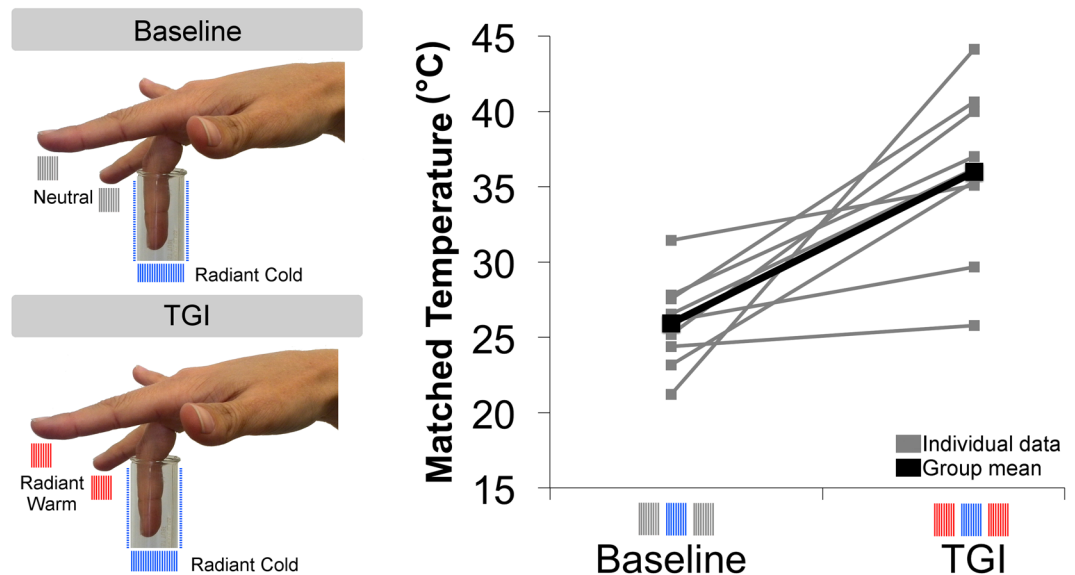 Baseline
Neutral
Radiant Cold
TGI
Radiant
Warm
Radiant Cold
Matched Temperature (°C)
45
40
35
30
25
20
15
Individual data
Group mean
Baseline
TGI